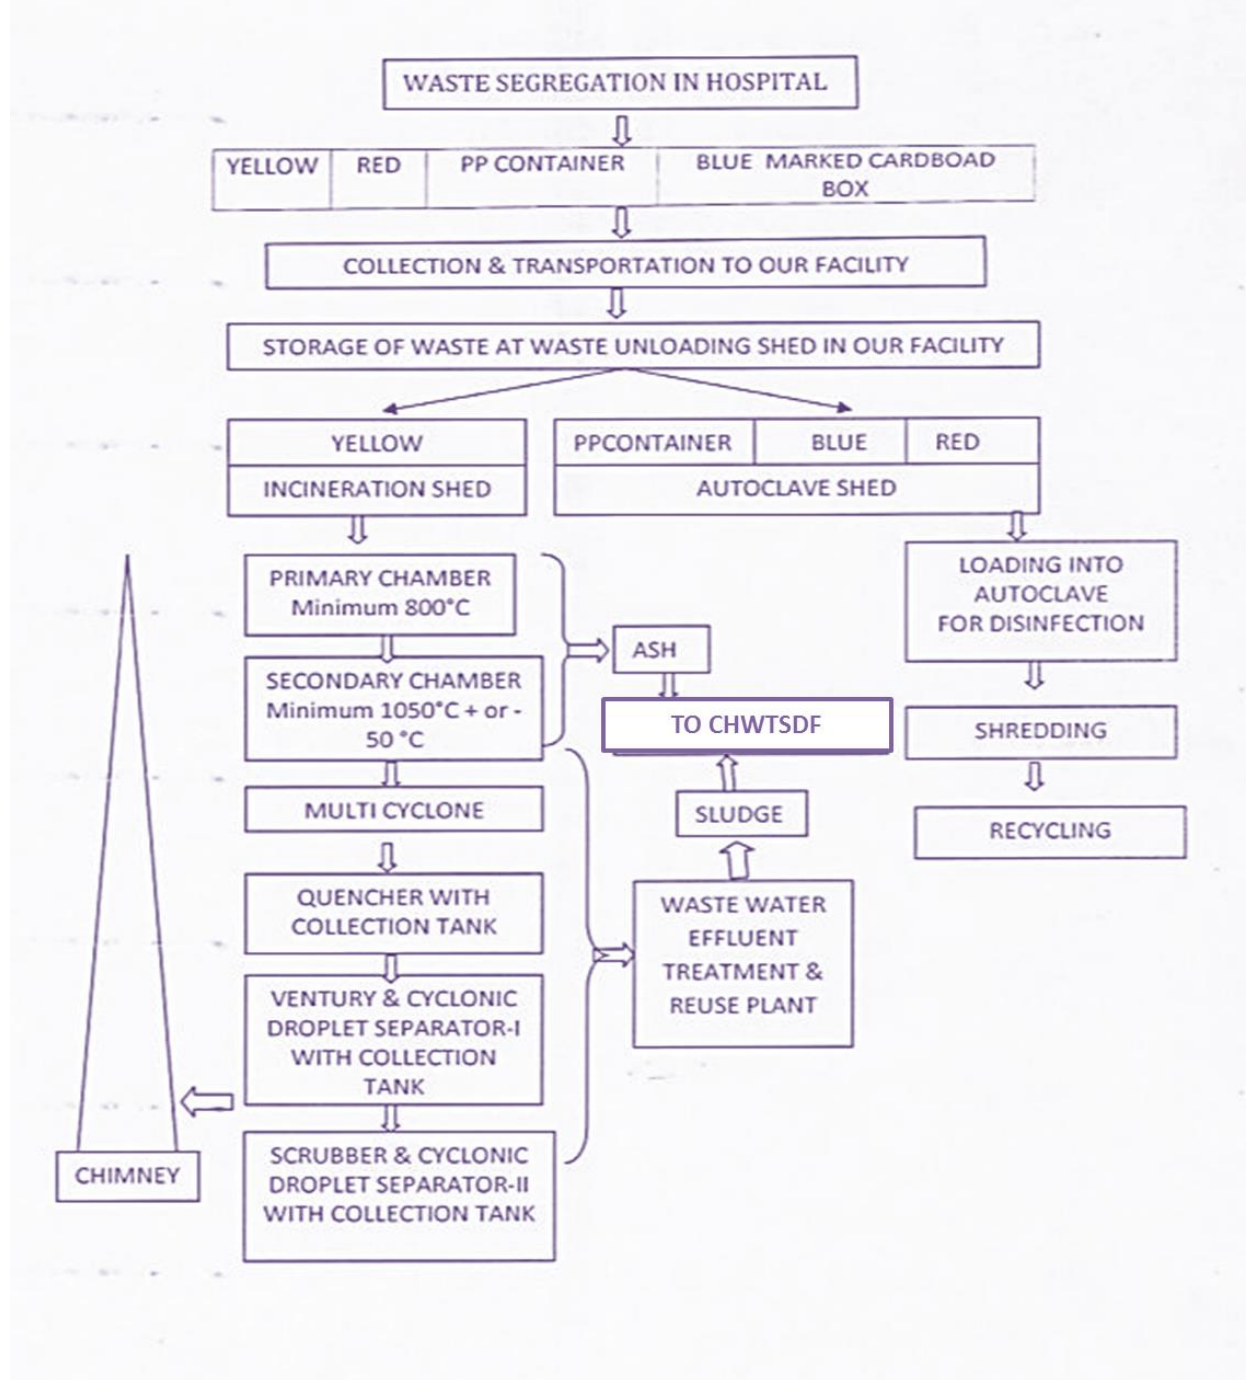 WASTE SEGREGATION IN HOSPITAL
YELLOW
RED
PP CONTAINER
BLUE MARKED CARDBOAD
BOX
COLLECTION & TRANSPORTATION TO OUR FACILITY
STORAGE OF WASTE AT WASTE UNLOADING SHED IN OUR FACILITY
YELLOW
INCINERATION SHED
PPCONTAINER
BLUE
RED
AUTOCLAVE SHED
PRIMARY CHAMBER
Minimum 800°C
SECONDARY CHAMBER
Minimum 1050°C + or -
50 °C
MULTI CYCLONE
QUENCHER WITH
COLLECTION TANK
VENTURY & CYCLONIC
DROPLET SEPARATOR-I
WITH COLLECTION
TANK
SCRUBBER & CYCLONIC
DROPLET SEPARATOR-II
WITH COLLECTION TANK
CHIMNEY
ASH
TO CHWTSDF
SLUDGE
WASTE WATER
EFFLUENT
TREATMENT &
REUSE PLANT
LOADING INTO
AUTOCLAVE
FOR DISINFECTION
SHREDDING
RECYCLING